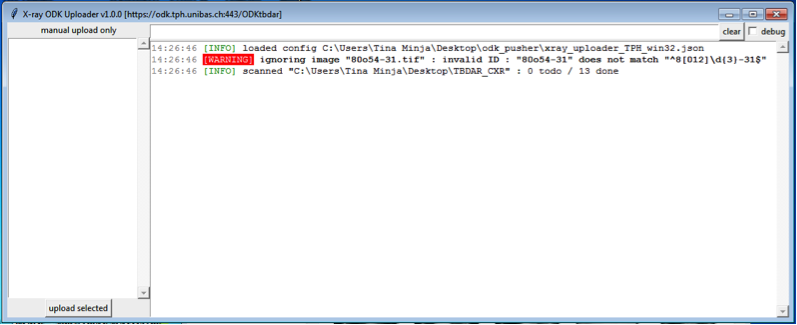 X-ray ODK Uploader v1.0.0 [https://odk.tph.unibas.ch:443/ODKtbdar]
manual upload only
clear
debug
14:26:46 [INFO] loaded config C:\Users\Tina Minja\Desktop\odk_pusher\xray_uploader_TPH_win32.json
14:26:46 [WARNING] ignoring image "80o54-31.tif" : invalid ID : "80o54-31" does not match "^8[012]\d{3}-31$"
14:26:46 [INFO] scanned "C:\Users\Tina Minja\Desktop\TBDAR_CXR" : 0 todo / 13 done
upload selected